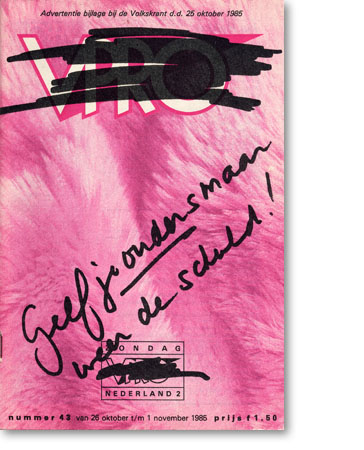 Advertentie bijlage bij de Volkskrant d.d. 25 oktober 1985
VPRO
Geef je ouders maar
weer de schuld!
ZONDAG
VPRO
NEDERLAND 2
nummer 43 van 26 oktober t/m 1 november 1985 prijs f 1,50